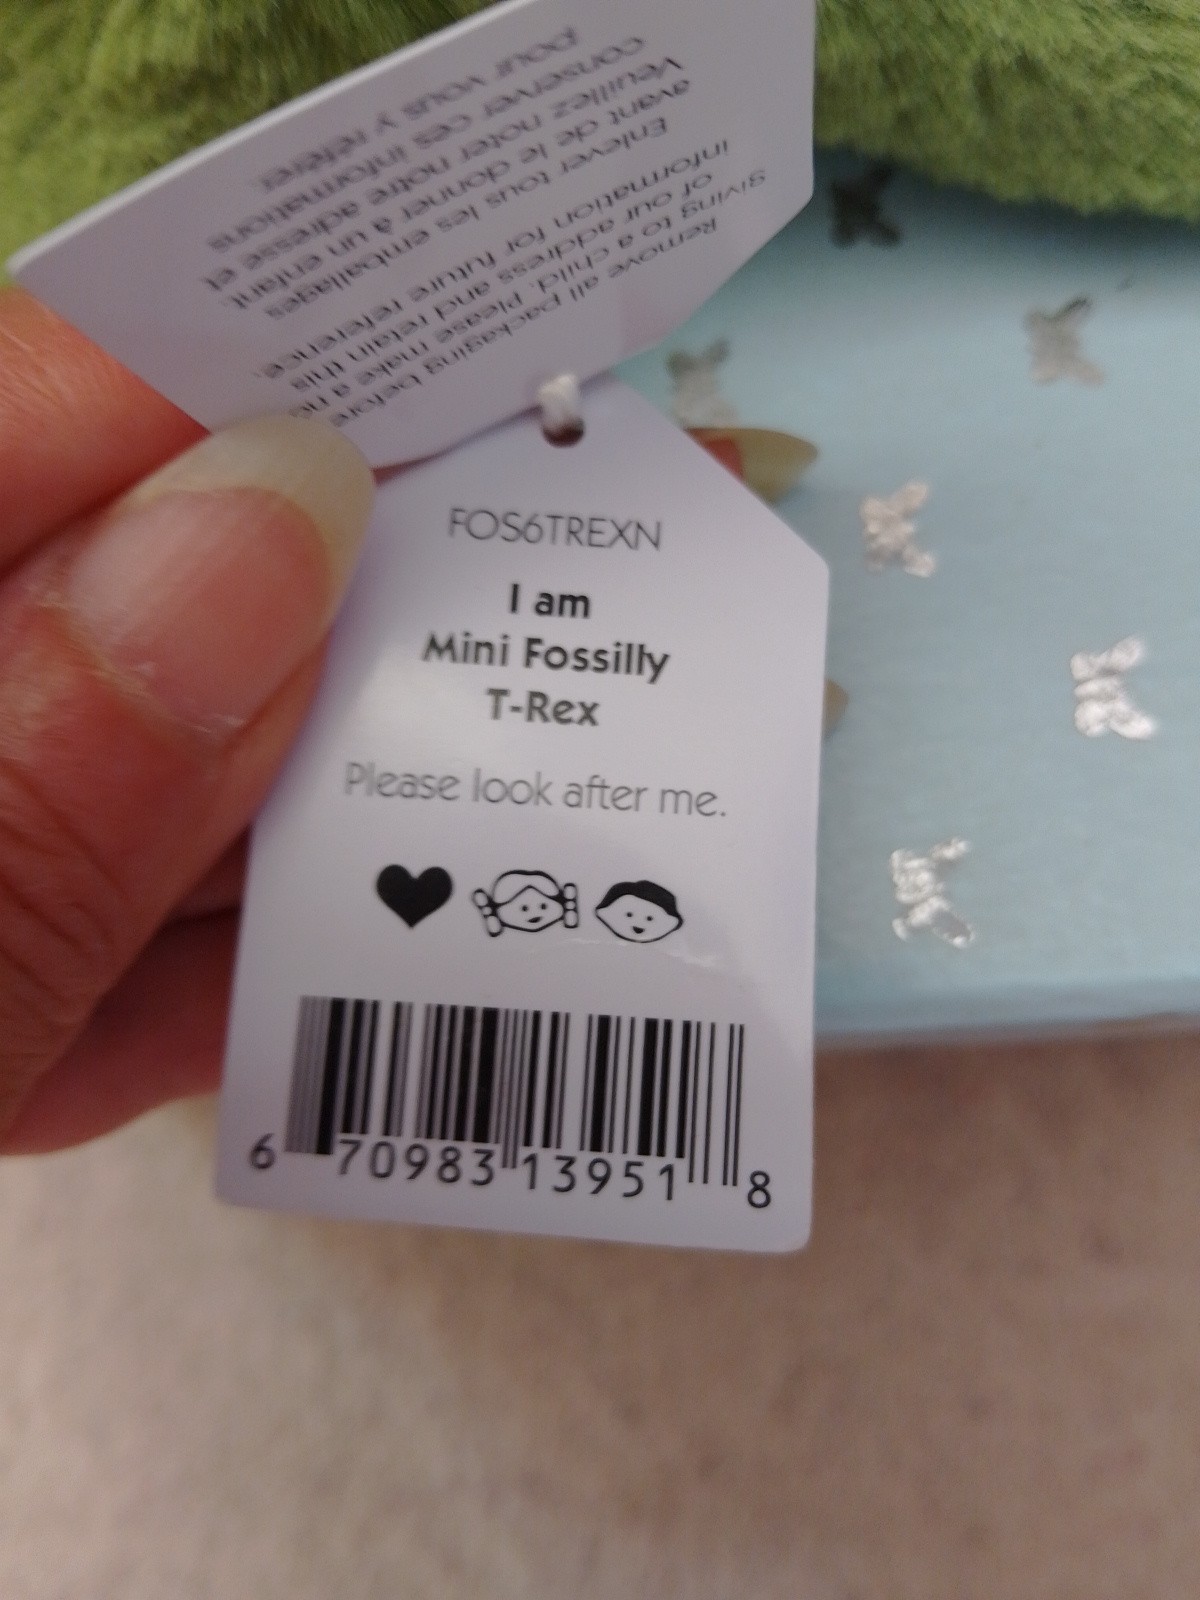 Remove all packaging before
giving to a child. Please make a
of our address and retain this
information for future reference.
Enlever tous les emballages
avant de le donner à un enfant.
Veuillez noter notre adresse et
conserver ces informations
pour vous y référer
FOS6TREXN
I am
Mini Fossilly
T-Rex
Please look after me.
6 70983 13951 8